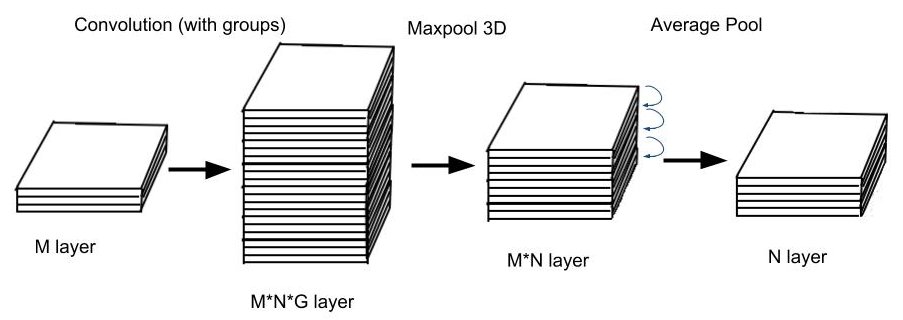 Convolution (with groups)
Maxpool 3D
Average Pool
M layer
M*N*G layer
M*N layer
N layer